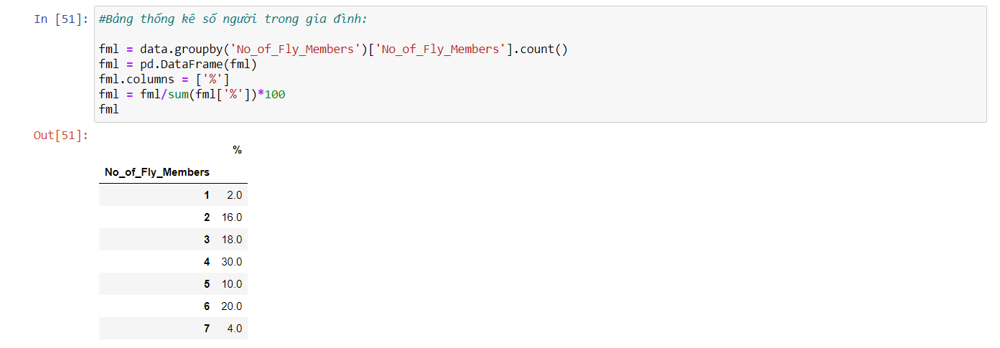 In [51]: #Bảng thống kê số người trong gia đình:
fml = data.groupby('No_of_Fly_Members')['No_of_Fly_Members'].count()
fml = pd.DataFrame(fml)
fml.columns = ['%']
fml = fml/sum(fml['%'])*100
fml
Out[51]:
%
No_of_Fly_Members
1 2.0
2 16.0
3 18.0
4 30.0
5 10.0
6 20.0
7 4.0